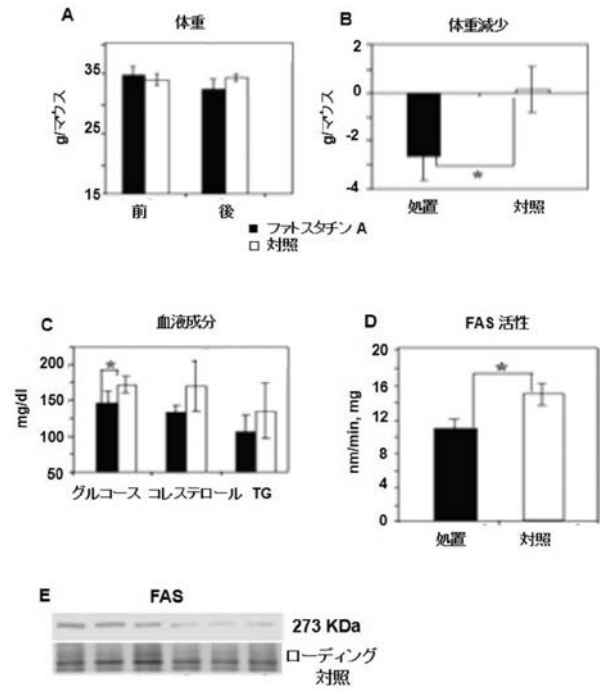 A 体重
35
25
15
g/マウス
前 後
B 体重減少
2
0
-2
-4
g/マウス
*
処置 対照
■ ファトスタチン A
□ 対照
C 血液成分
200
150
100
50
mg/dl
*
グルコース コレステロール TG
D FAS 活性
20
16
12
8
4
0
nm/min, mg
*
処置 対照
E FAS
273 KDa
ローディング
対照